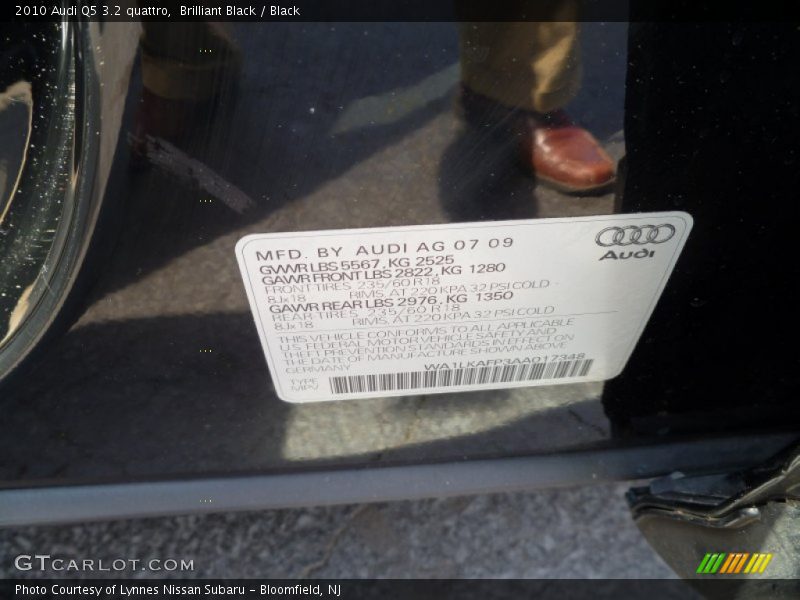 2010 Audi Q5 3.2 quattro,  Brilliant Black / Black
MFD. BY AUDI AG 07 09
GVWR LBS 5567, KG 2525
GAWR FRONT LBS 2822, KG 1280
FRONT TIRES 235/60 R18
8Jx18 RIMS, AT 220 KPA 32 PSI COLD
GAWR REAR LBS 2976, KG 1350
REAR TIRES 235/60 R18
8Jx18 RIMS, AT 220 KPA 32 PSI COLD
THIS VEHICLE CONFORMS TO ALL APPLICABLE
U.S. FEDERAL MOTOR VEHICLE SAFETY AND
THEFT PREVENTION STANDARDS IN EFFECT ON
THE DATE OF MANUFACTURE SHOWN ABOVE
GERMANY WA1LKAFP3AA017348
TYPE
MPV
Audi
GTCARLOT.COM
Photo Courtesy of Lynnes Nissan Subaru - Bloomfield, NJ